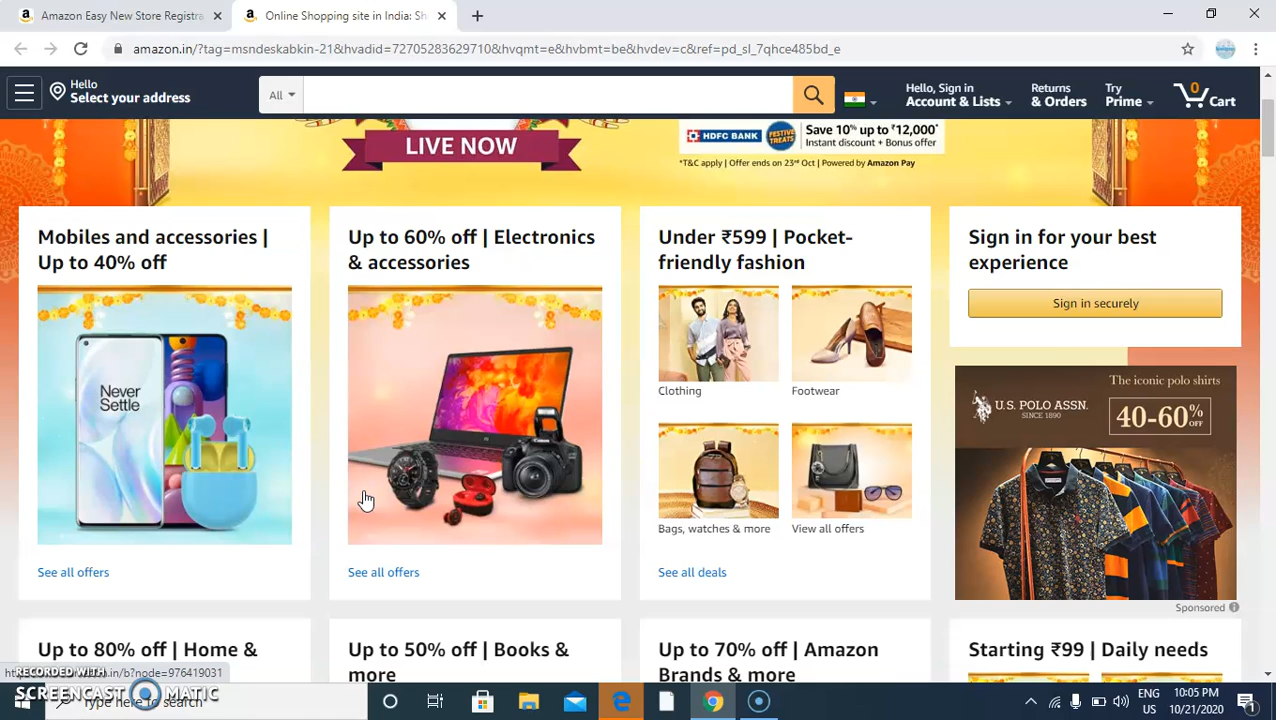 Amazon Easy New Store Registra
Online Shopping site in India: Sh
amazon.in/?tag=msndeskabkin-21&hvadid=72705283629710&hvqmt=e&hvbmt=be&hvdev=c&ref=pd_sl_7qhce485bd_e
Hello
Select your address
All
Hello, Sign in
Account & Lists
Returns
& Orders
Try
Prime
0
Cart
LIVE NOW
HDFC BANK
FESTIVE
TREATS
Save 10% up to ₹12,000*
Instant discount + Bonus offer
*T&C apply | Offer ends on 23rd Oct | Powered by Amazon Pay
Mobiles and accessories |
Up to 40% off
NEVER
SETTLE
See all offers
Up to 60% off | Electronics
& accessories
See all offers
Under ₹599 | Pocket-
friendly fashion
Clothing
Footwear
Bags, watches & more
View all offers
See all deals
Sign in for your best
experience
Sign in securely
The iconic polo shirts
U.S. POLO ASSN.
SINCE 1890
40-60%
OFF
Sponsored
Up to 80% off | Home &
Up to 50% off | Books &
more
Up to 70% off | Amazon
Brands & more
Starting ₹99 | Daily needs
.in/b?node=976419031
RECORDED WITH
SCREENCAST MATIC
Type here to search
ENG
US
10:05 PM
10/21/2020
1